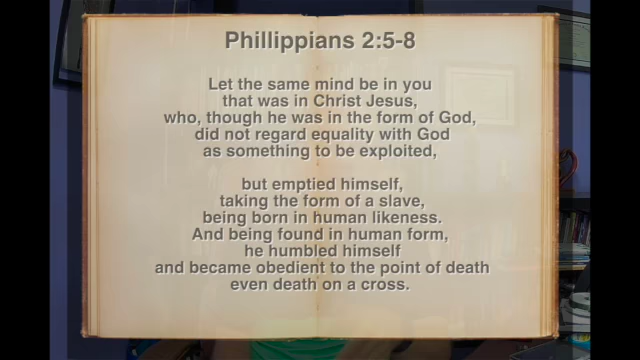 Phillippians 2:5-8
Let the same mind be in you
that was in Christ Jesus,
who, though he was in the form of God,
did not regard equality with God
as something to be exploited,
but emptied himself,
taking the form of a slave,
being born in human likeness.
And being found in human form,
he humbled himself
and became obedient to the point of death
even death on a cross.